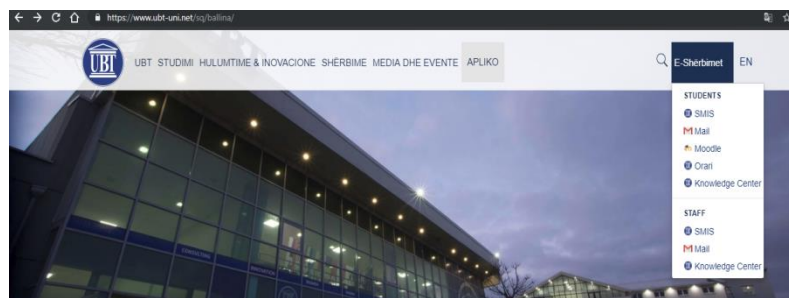 https://www.ubt-uni.net/sq/ballina/
UBT
UBT STUDIMI HULUMTIME & INOVACIONE SHËRBIME MEDIA DHE EVENTE APLIKO
E-Shërbimet EN
STUDENTS
SMIS
Mail
Moodle
Orari
Knowledge Center
STAFF
SMIS
Mail
Knowledge Center